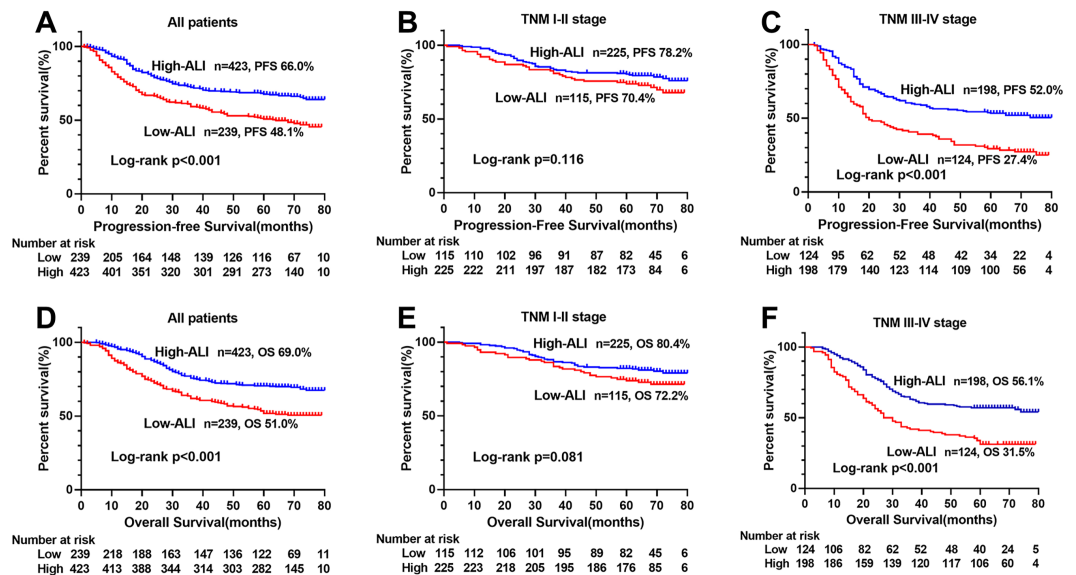 A
All patients
Percent survival(%)
100
50
0
High-ALI n=423, PFS 66.0%
Low-ALI n=239, PFS 48.1%
Log-rank p<0.001
0 10 20 30 40 50 60 70 80
Progression-free Survival(months)
Number at risk
Low 239 205 164 148 139 126 116 67 10
High 423 401 351 320 301 291 273 140 10
B
TNM I-II stage
Percent survival(%)
100
50
0
High-ALI n=225, PFS 78.2%
Low-ALI n=115, PFS 70.4%
Log-rank p=0.116
0 10 20 30 40 50 60 70 80
Progression-Free Survival(months)
Number at risk
Low 115 110 102 96 91 87 82 45 6
High 225 222 211 197 187 182 173 84 6
C
TNM III-IV stage
Percent survival(%)
100
50
0
High-ALI n=198, PFS 52.0%
Low-ALI n=124, PFS 27.4%
Log-rank p<0.001
0 10 20 30 40 50 60 70 80
Progression-Free Survival(months)
Number at risk
Low 124 95 62 52 48 42 34 22 4
High 198 179 140 123 114 109 100 56 4
D
All patients
Percent survival(%)
100
50
0
High-ALI n=423, OS 69.0%
Low-ALI n=239, OS 51.0%
Log-rank p<0.001
0 10 20 30 40 50 60 70 80
Overall Survival(months)
Number at risk
Low 239 218 188 163 147 136 122 69 11
High 423 413 388 344 314 303 282 145 10
E
TNM I-II stage
Percent survival(%)
100
50
0
High-ALI n=225, OS 80.4%
Low-ALI n=115, OS 72.2%
Log-rank p=0.081
0 10 20 30 40 50 60 70 80
Overall Survival(months)
Number at risk
Low 115 112 106 101 95 89 82 45 6
High 225 223 218 205 195 186 176 85 6
F
TNM III-IV stage
Percent survival(%)
100
50
0
High-ALI n=198, OS 56.1%
Low-ALI n=124, OS 31.5%
Log-rank p<0.001
0 10 20 30 40 50 60 70 80
Overall Survival(months)
Number at risk
Low 124 106 82 62 52 48 40 24 5
High 198 186 159 139 120 117 106 60 4